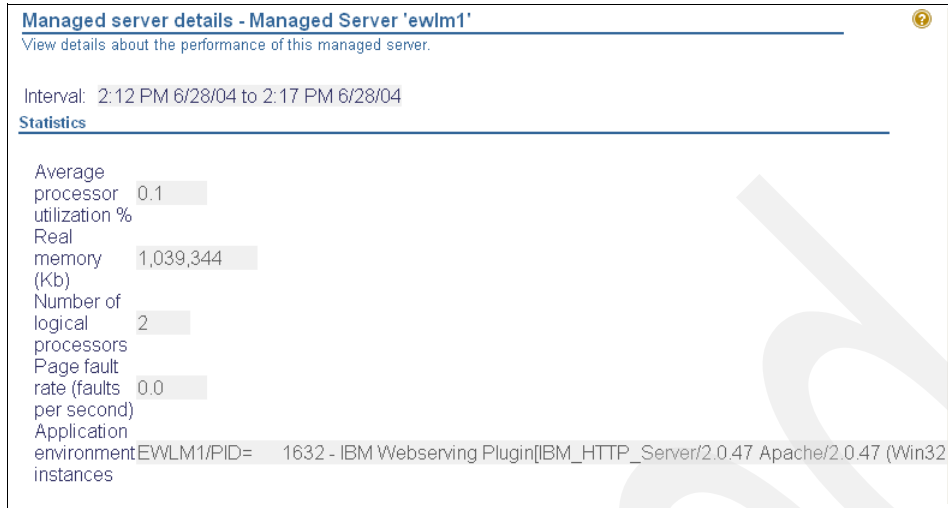 Managed server details - Managed Server 'ewlm1'
View details about the performance of this managed server.
Interval: 2:12 PM 6/28/04 to 2:17 PM 6/28/04
Statistics
Average
processor 0.1
utilization %
Real
memory 1,039,344
(Kb)
Number of
logical 2
processors
Page fault
rate (faults 0.0
per second)
Application
environment EWLM1/PID= 1632 - IBM Webserving Plugin[IBM_HTTP_Server/2.0.47 Apache/2.0.47 (Win32
instances